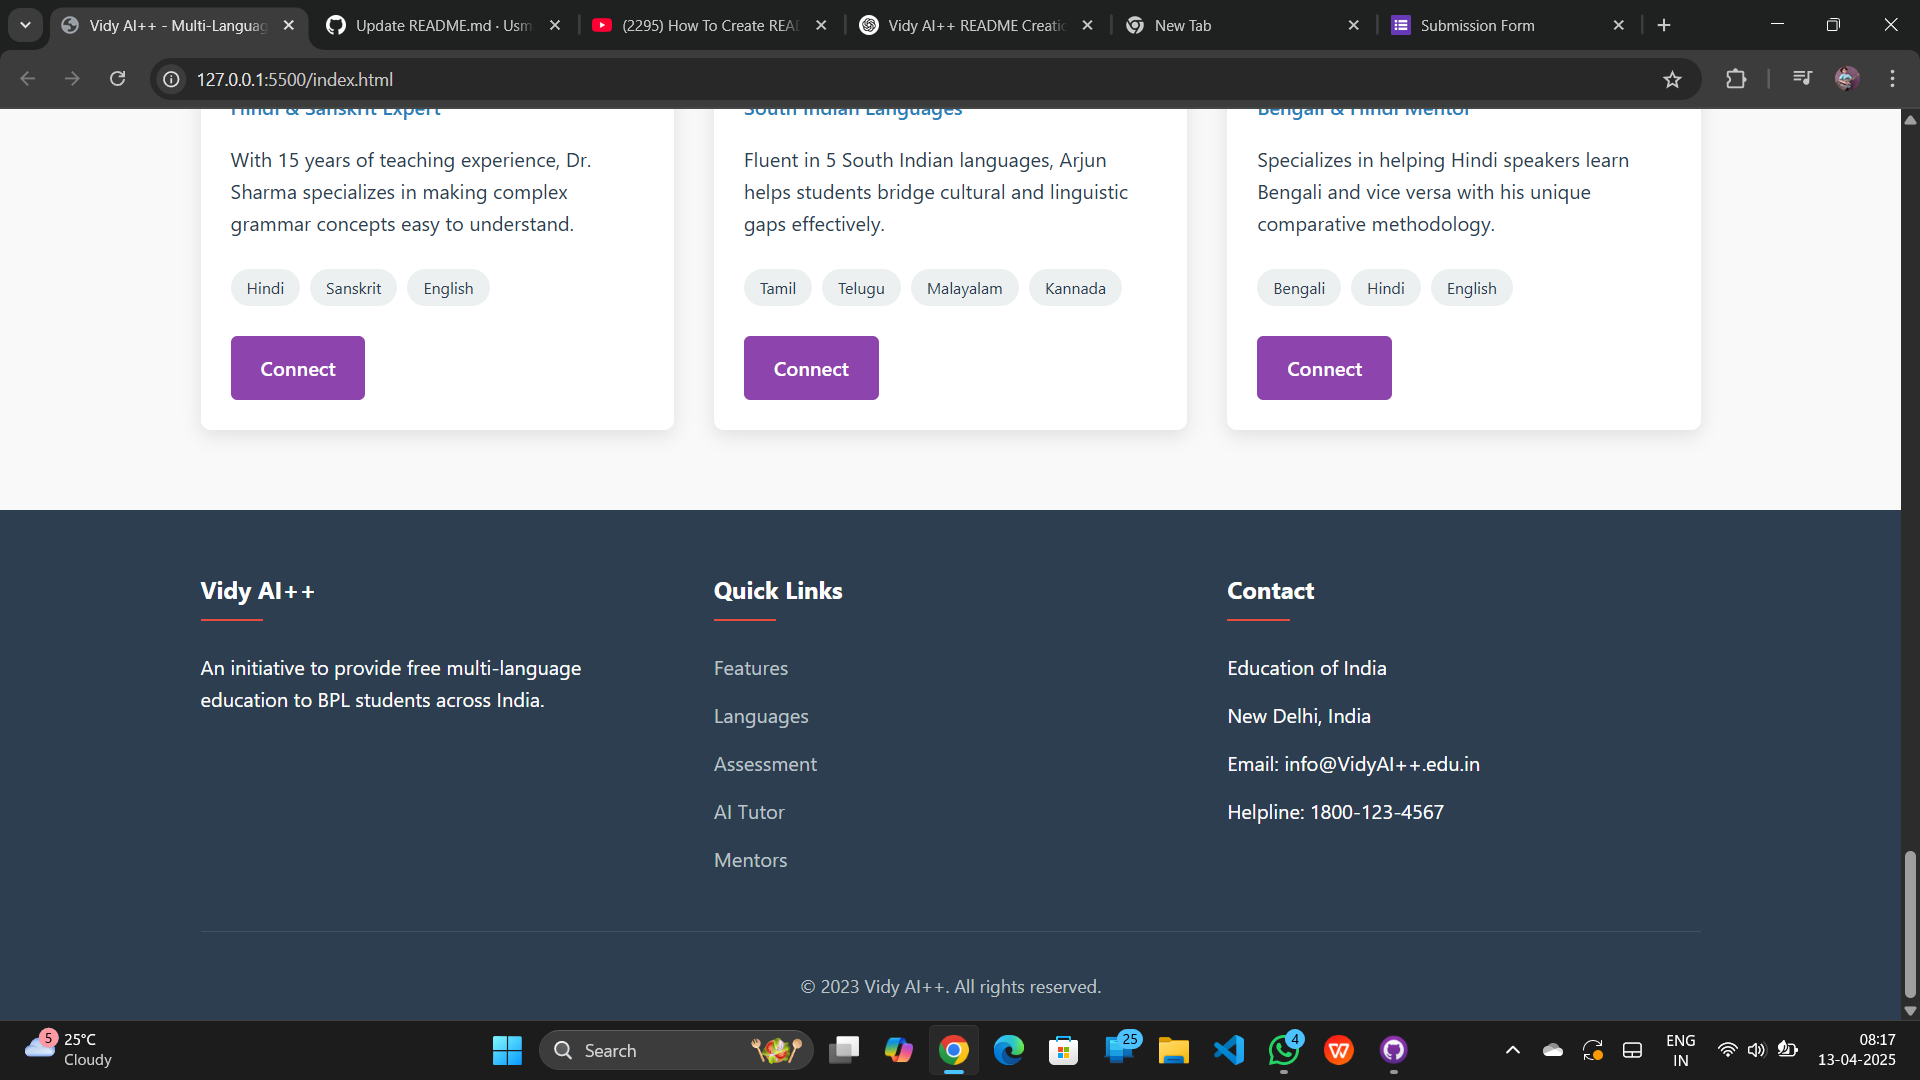 Vidy AI++ - Multi-Languag
Update README.md · Usm
(2295) How To Create REA
Vidy AI++ README Creatio
New Tab
Submission Form
127.0.0.1:5500/index.html
Hindi & Sanskrit Expert
With 15 years of teaching experience, Dr.
Sharma specializes in making complex
grammar concepts easy to understand.
Hindi Sanskrit English
Connect
South Indian Languages
Fluent in 5 South Indian languages, Arjun
helps students bridge cultural and linguistic
gaps effectively.
Tamil Telugu Malayalam Kannada
Connect
Bengali & Hindi Mentor
Specializes in helping Hindi speakers learn
Bengali and vice versa with his unique
comparative methodology.
Bengali Hindi English
Connect
Vidy AI++
An initiative to provide free multi-language
education to BPL students across India.
Quick Links
Features
Languages
Assessment
AI Tutor
Mentors
Contact
Education of India
New Delhi, India
Email: info@VidyAI++.edu.in
Helpline: 1800-123-4567
© 2023 Vidy AI++. All rights reserved.
5
25°C
Cloudy
Search
25
4
ENG
IN
08:17
13-04-2025